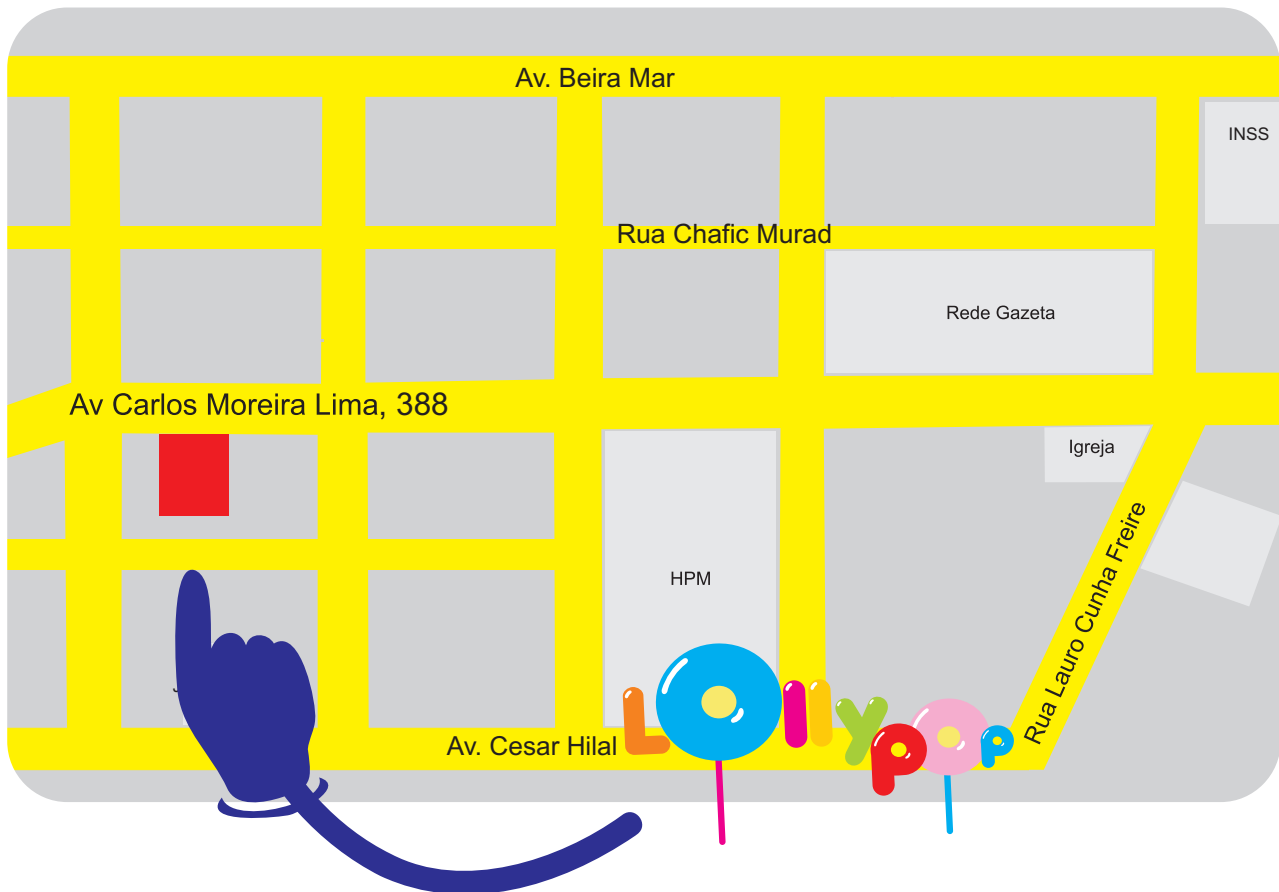 Av. Beira Mar
INSS
Rua Chafic Murad
Rede Gazeta
Av Carlos Moreira Lima, 388
Igreja
HPM
Rua Lauro Cunha Freire
Av. Cesar Hilal
Lollypop